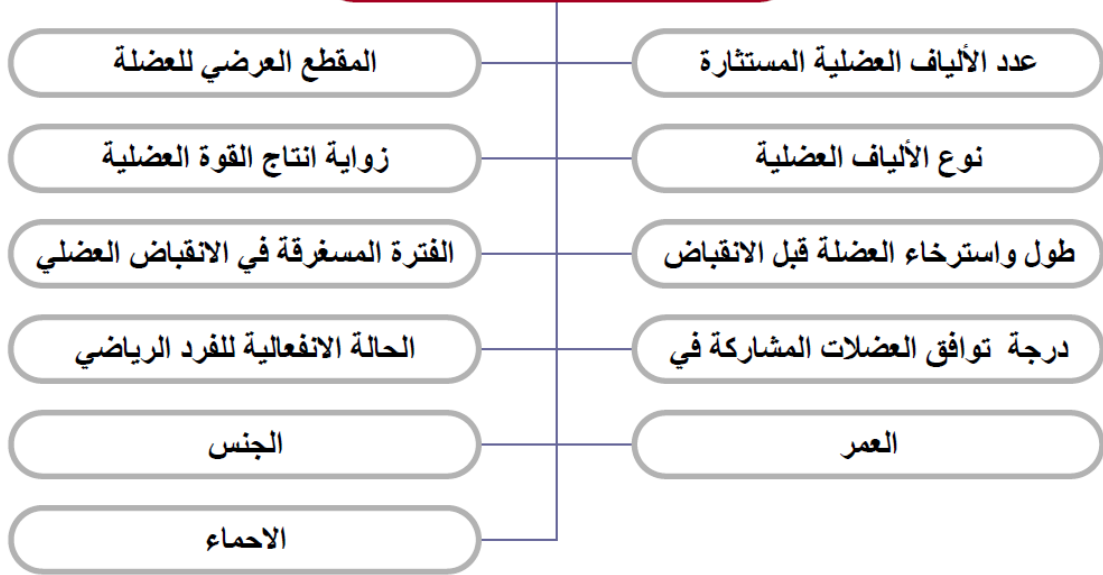 عدد الألياف العضلية المستثارة
المقطع العرضي للعضلة
نوع الألياف العضلية
زواية انتاج القوة العضلية
طول واسترخاء العضلة قبل الانقباض
الفترة المسغرقة في الانقباض العضلي
درجة توافق العضلات المشاركة في
الحالة الانفعالية للفرد الرياضي
العمر
الجنس
الاحماء